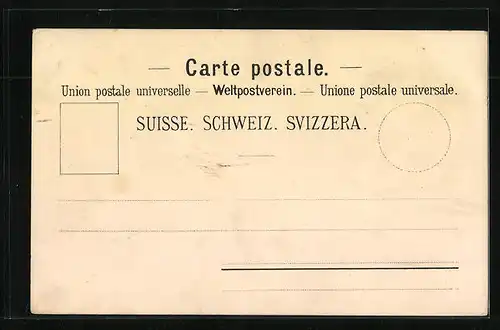 — Carte postale. —
Union postale universelle — Weltpostverein. — Unione postale universale.
SUISSE. SCHWEIZ. SVIZZERA.